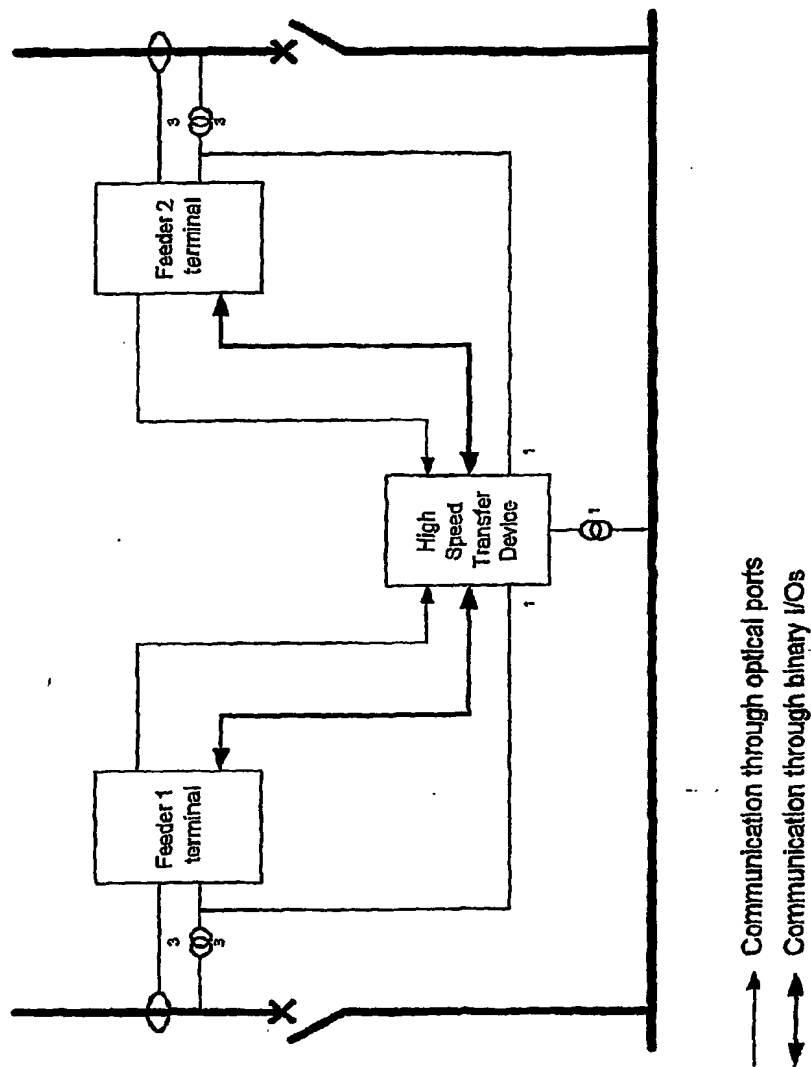 3
3
Feeder 1
terminal
Feeder 2
terminal
3
3
High
Speed
Transfer
Device
1
1
1
Communication through optical ports
Communication through binary I/Os